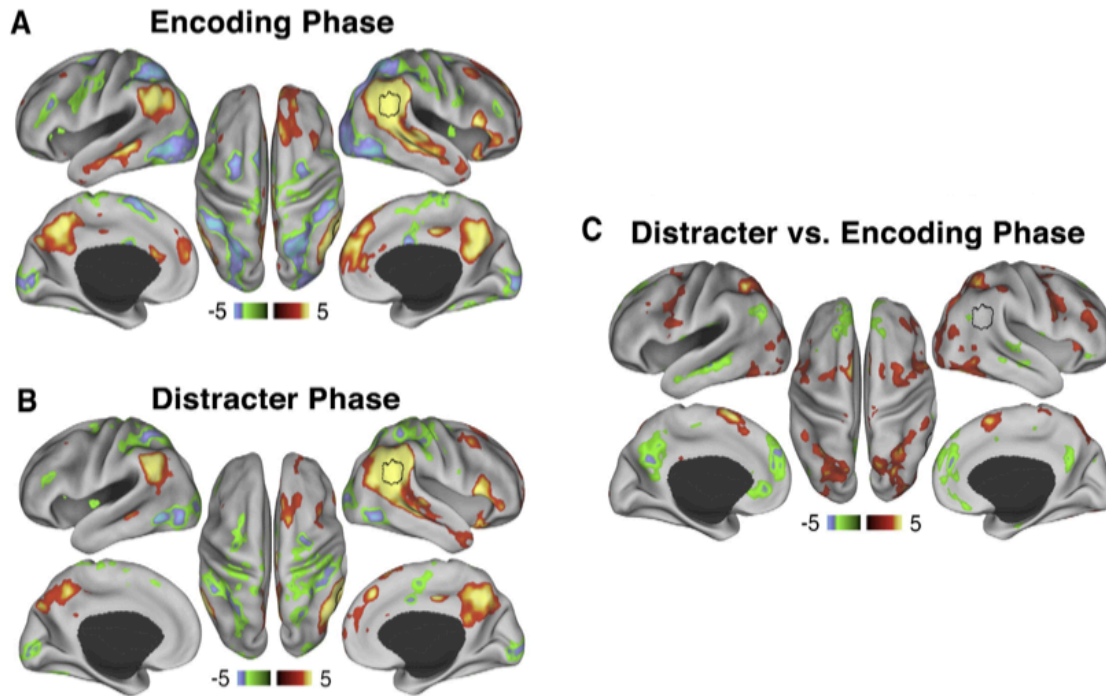 A Encoding Phase
-5 5
B Distracter Phase
-5 5
C Distracter vs. Encoding Phase
-5 5